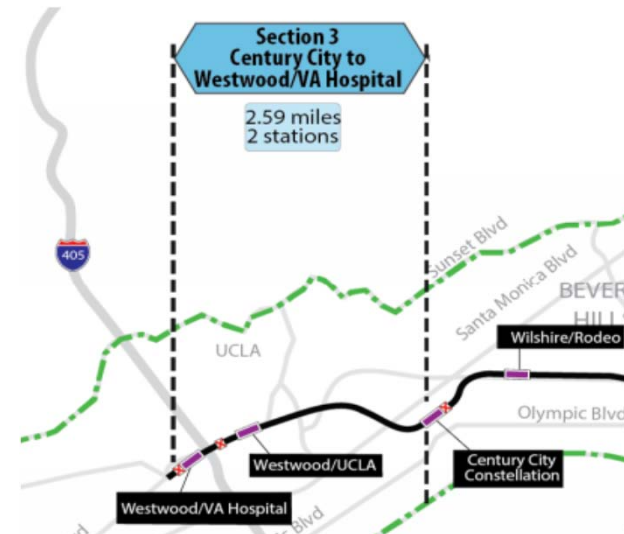 Section 3
Century City to
Westwood/VA Hospital
2.59 miles
2 stations
405
Sunset Blvd
Santa Monica Blvd
BEVER
HILLS
Wilshire/Rodeo
UCLA
Olympic Blvd
Westwood/UCLA
Century City
Constellation
Westwood/VA Hospital
Blvd